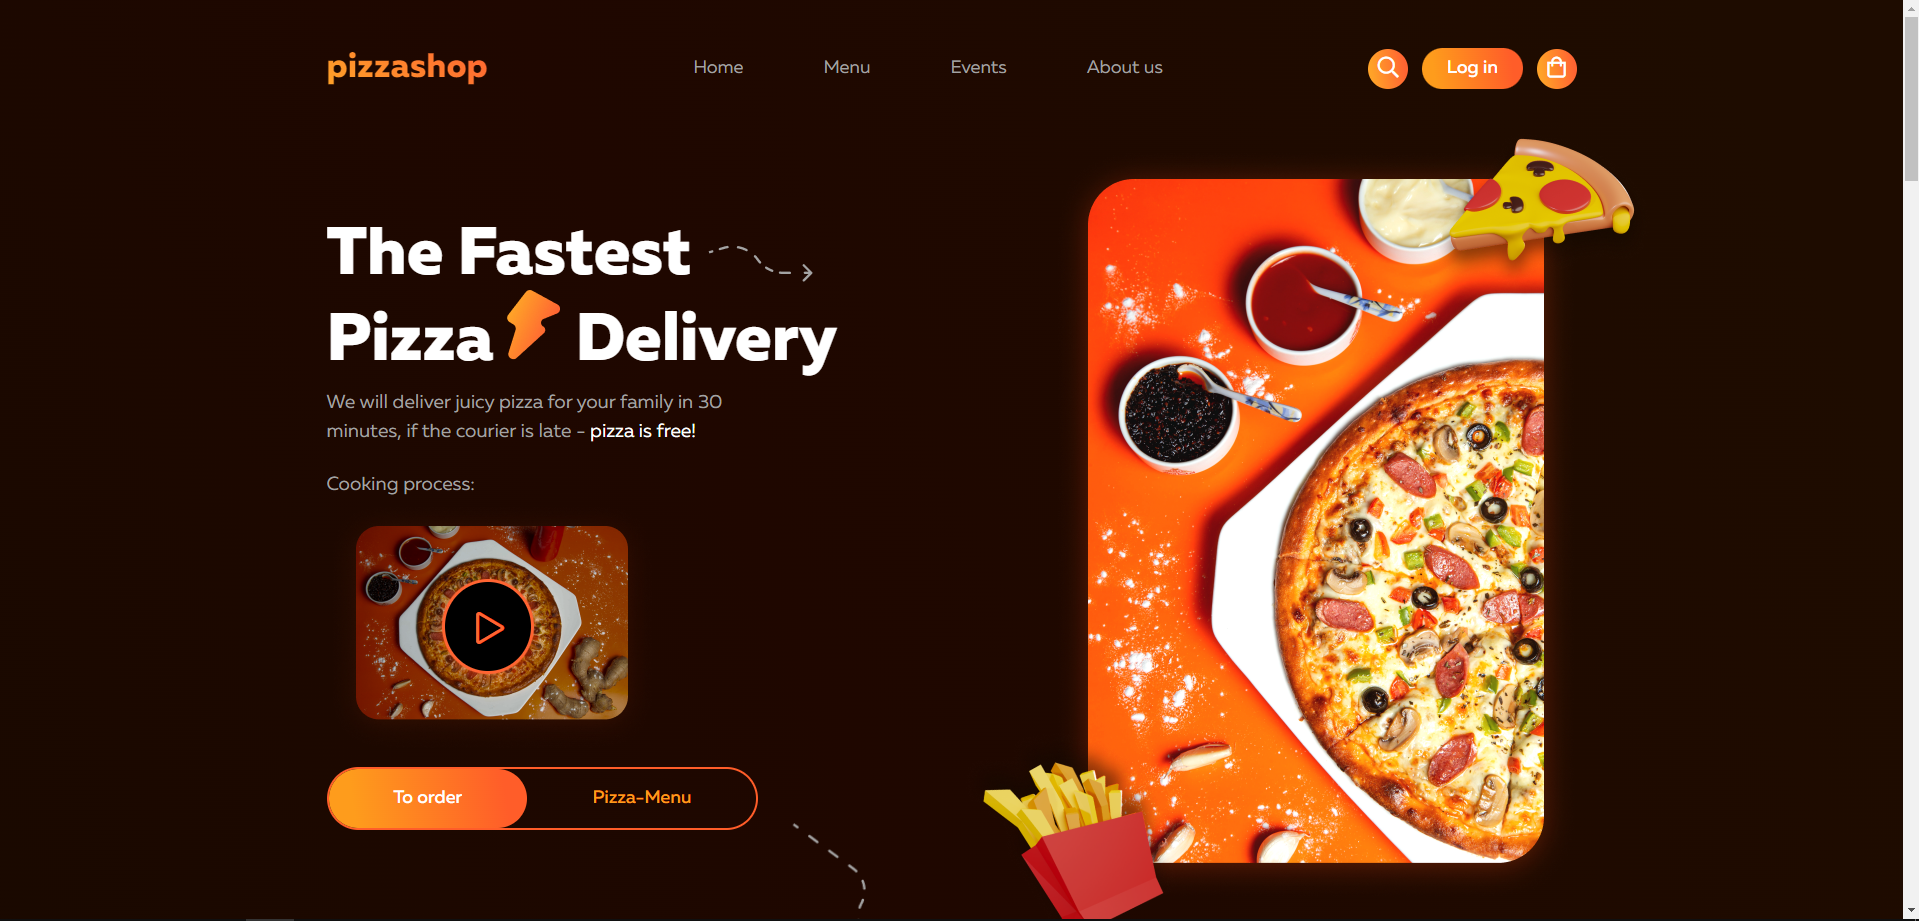 pizzashop
Home
Menu
Events
About us
Log in
The Fastest
Pizza Delivery
We will deliver juicy pizza for your family in 30
minutes, if the courier is late - pizza is free!
Cooking process:
To order
Pizza-Menu